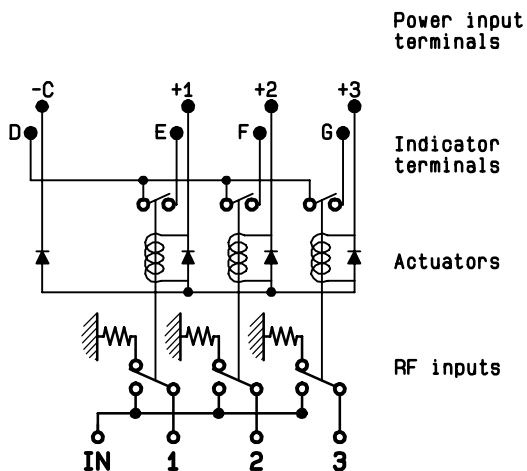 Power input
terminals
-C +1 +2 +3
D E F G
Indicator
terminals
Actuators
RF inputs
IN 1 2 3